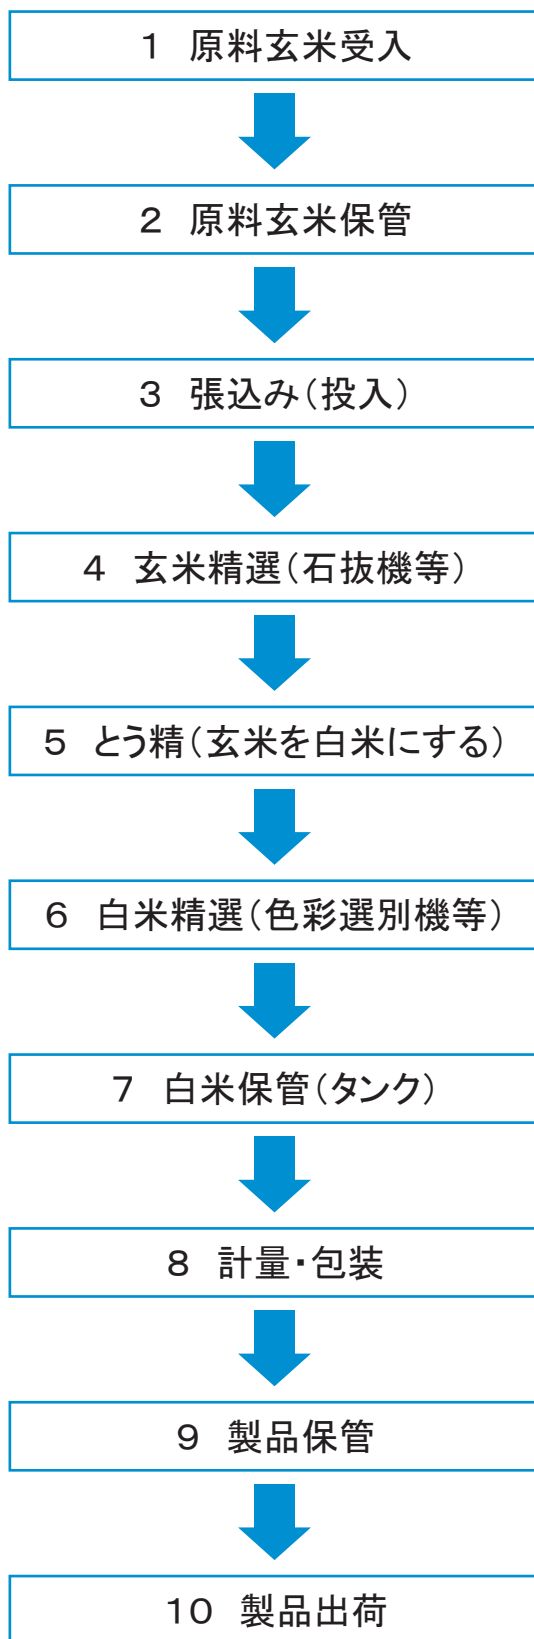 1 原料玄米受入
2 原料玄米保管
3 張込み(投入)
4 玄米精選(石抜機等)
5 とう精(玄米を白米にする)
6 白米精選(色彩選別機等)
7 白米保管(タンク)
8 計量・包装
9 製品保管
10 製品出荷